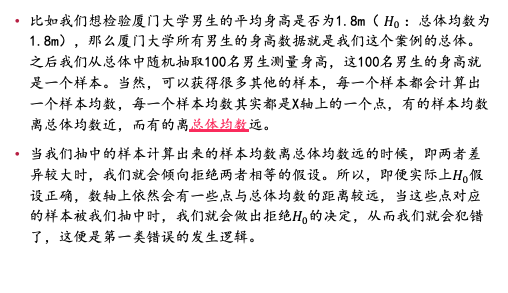 • 比如我们想检验厦门大学男生的平均身高是否为1.8m（ H₀ ：总体均数为
1.8m），那么厦门大学所有男生的身高数据就是我们这个案例的总体。
之后我们从总体中随机抽取100名男生测量身高，这100名男生的身高就
是一个样本。当然，可以获得很多其他的样本，每一个样本都会计算出
一个样本均数，每一个样本均数其实都是X轴上的一个点，有的样本均数
离总体均数近，而有的离总体均数远。
• 当我们抽中的样本计算出来的样本均数离总体均数远的时候，即两者差
异较大时，我们就会倾向拒绝两者相等的假设。所以，即便实际上H₀假
设正确，数轴上依然会有一些点与总体均数的距离较远，当这些点对应
的样本被我们抽中时，我们就会做出拒绝H₀的决定，从而我们就会犯错
了，这便是第一类错误的发生逻辑。